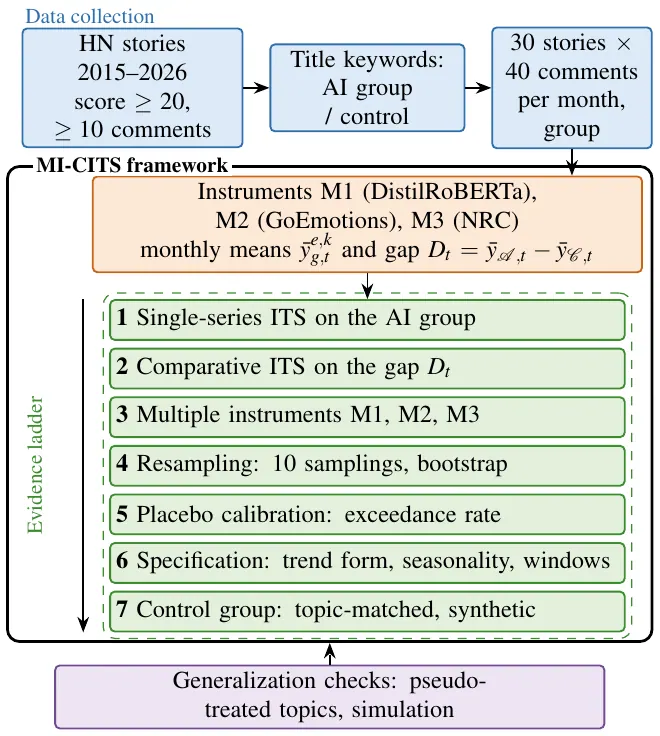 Data collection
HN stories
2015–2026
score ≥ 20,
≥ 10 comments
Title keywords:
AI group
/ control
30 stories ×
40 comments
per month,
group
MI-CITS framework
Instruments M1 (DistilRoBERTa),
M2 (GoEmotions), M3 (NRC)
monthly means ȳ^{e,k}_{g,t} and gap D_t = ȳ_{𝒜,t} − ȳ_{𝒞,t}
Evidence ladder
1 Single-series ITS on the AI group
2 Comparative ITS on the gap D_t
3 Multiple instruments M1, M2, M3
4 Resampling: 10 samplings, bootstrap
5 Placebo calibration: exceedance rate
6 Specification: trend form, seasonality, windows
7 Control group: topic-matched, synthetic
Generalization checks: pseudo-
treated topics, simulation